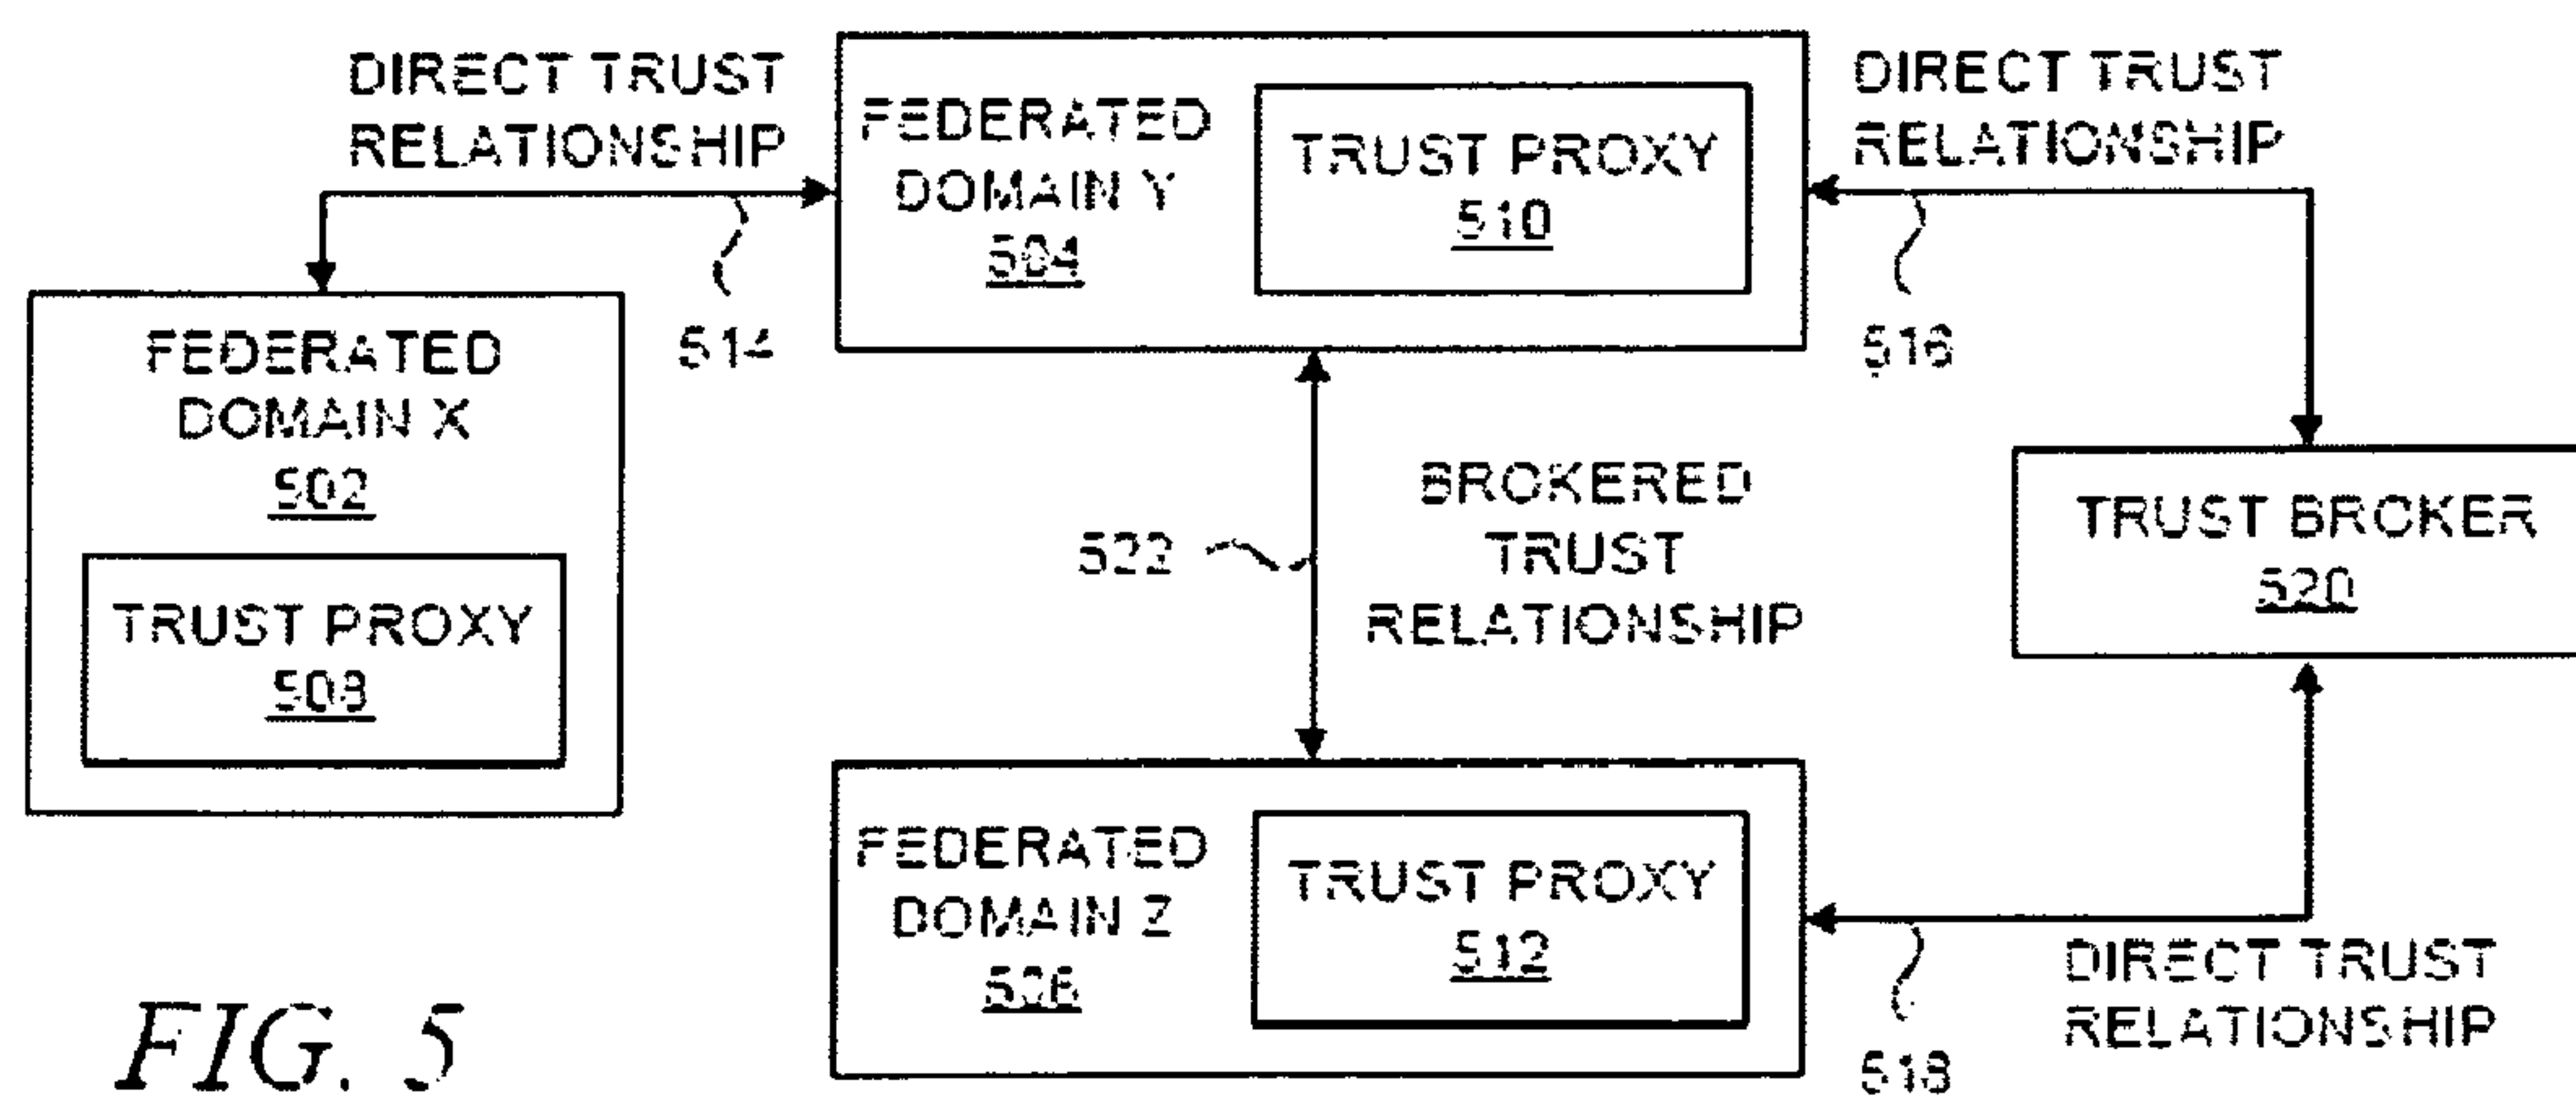 DIRECT TRUST
RELATIONSHIP
514
FEDERATED
DOMAIN Y
504
TRUST PROXY
510
DIRECT TRUST
RELATIONSHIP
516
FEDERATED
DOMAIN X
502
TRUST PROXY
508
522
BROKERED
TRUST
RELATIONSHIP
TRUST BROKER
520
FEDERATED
DOMAIN Z
506
TRUST PROXY
512
518
DIRECT TRUST
RELATIONSHIP
FIG. 5